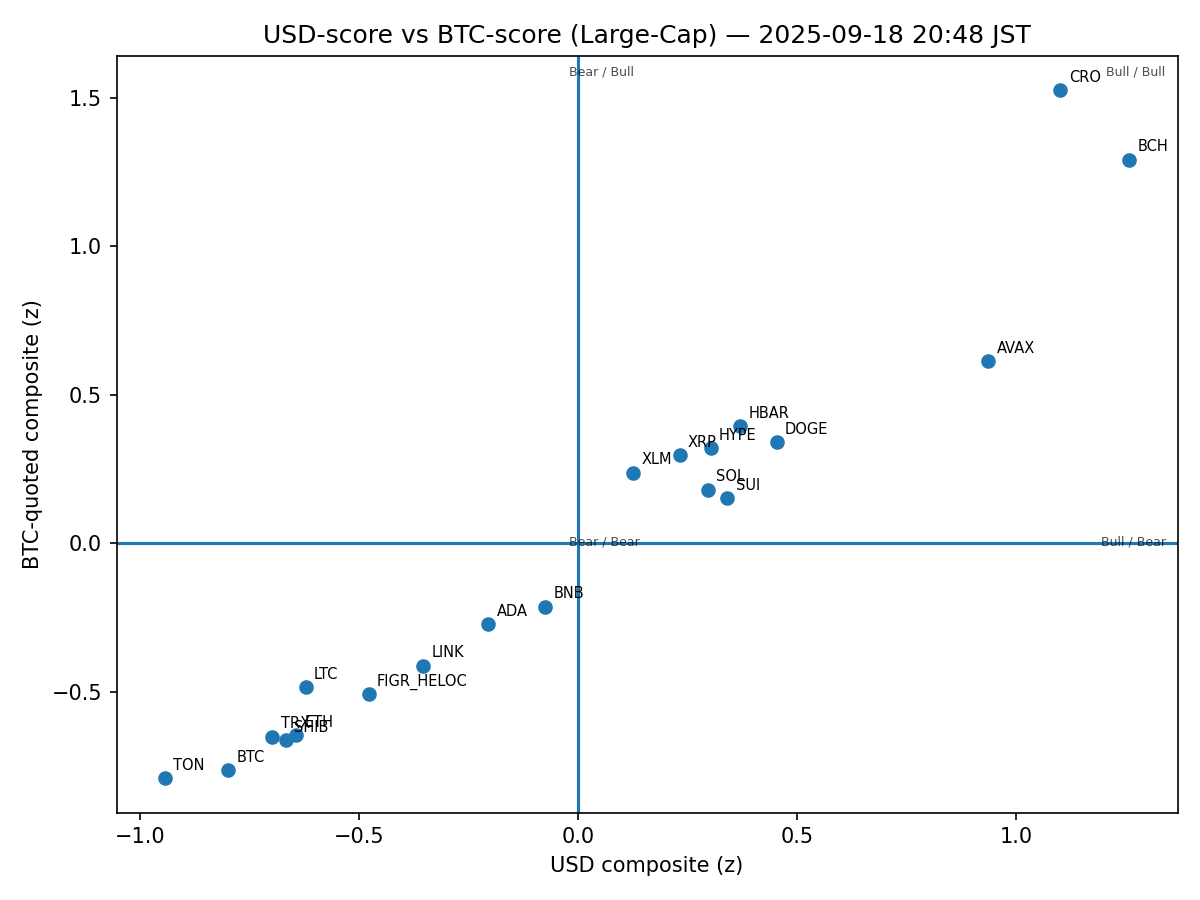 USD-score vs BTC-score (Large-Cap) — 2025-09-18 20:48 JST
Bear / Bull
Bull / Bull
CRO
BCH
AVAX
HBAR
DOGE
HYPE
XRP
XLM
SOL
SUI
Bear / Bear
Bull / Bear
BNB
ADA
LINK
LTC
FIGR_HELOC
TRX
ETH
SHIB
BTC
TON
1.5
1.0
0.5
0.0
−0.5
BTC-quoted composite (z)
−1.0
−0.5
0.0
0.5
1.0
USD composite (z)